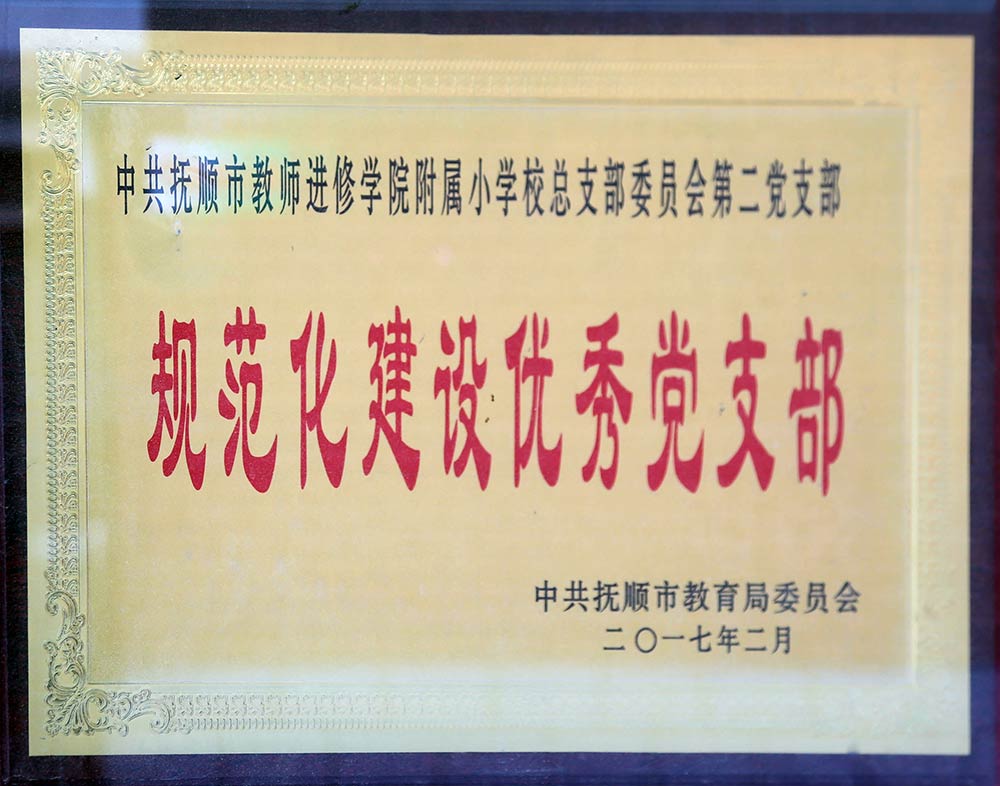 中共抚顺市教师进修学院附属小学校总支部委员会第二党支部
规范化建设优秀党支部
中共抚顺市教育局委员会
二〇一七年二月